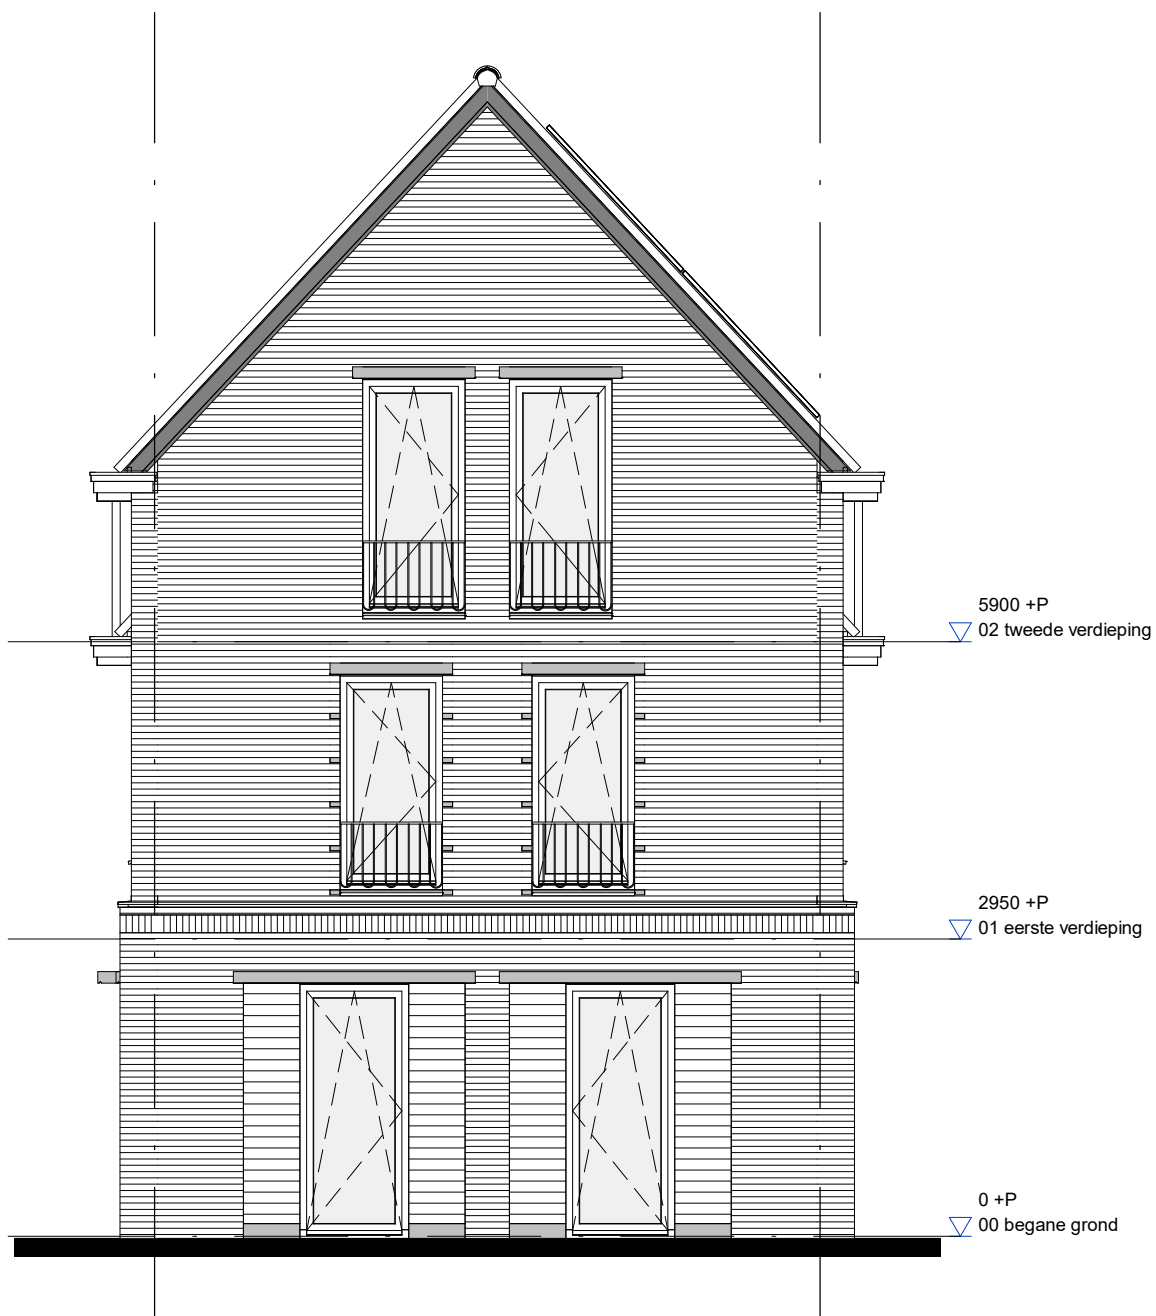 5900 +P
02 tweede verdieping
2950 +P
01 eerste verdieping
0 +P
00 begane grond